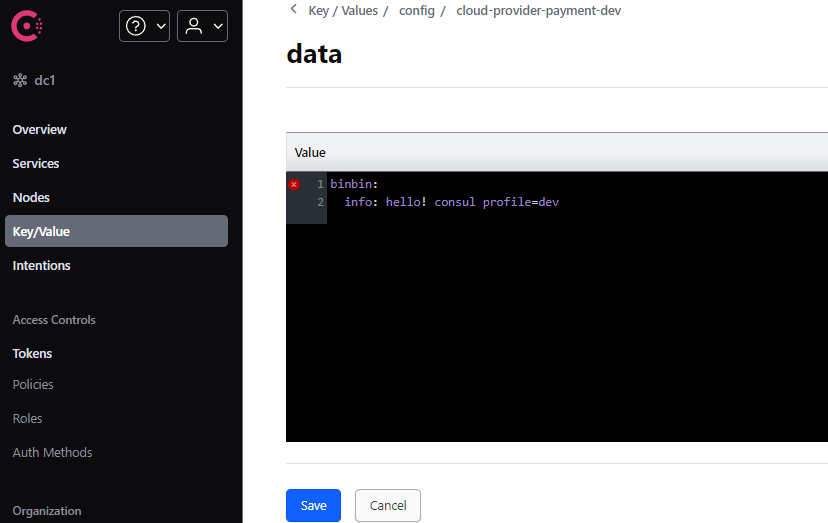 Key / Values / config / cloud-provider-payment-dev
data
dc1
Overview
Services
Nodes
Key/Value
Intentions
Access Controls
Tokens
Policies
Roles
Auth Methods
Organization
Value
1 binbin:
2 info: hello! consul profile=dev
Save Cancel